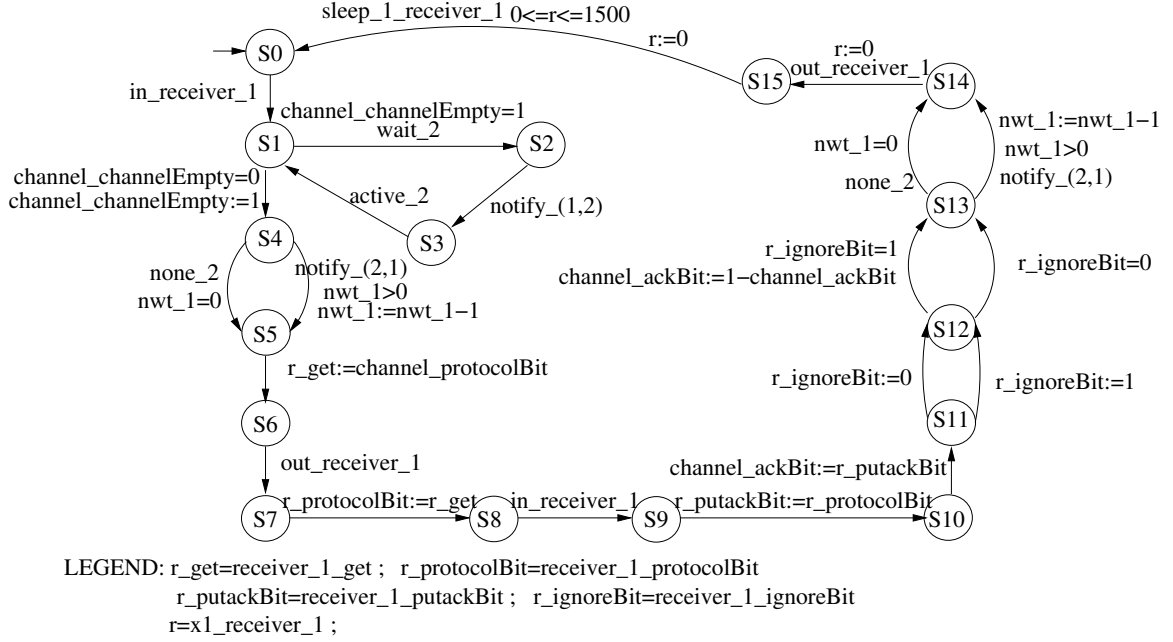 sleep_1_receiver_1 0<=r<=1500
r:=0
r:=0
out_receiver_1
S0
S15
S14
in_receiver_1
channel_channelEmpty=1
wait_2
S1
S2
nwt_1:=nwt_1−1
nwt_1=0
nwt_1>0
channel_channelEmpty=0
channel_channelEmpty:=1
active_2
none_2
notify_(2,1)
notify_(1,2)
S13
S4
S3
r_ignoreBit=1
channel_ackBit:=1−channel_ackBit
r_ignoreBit=0
none_2
nwt_1=0
notify_(2,1)
nwt_1>0
nwt_1:=nwt_1−1
S5
S12
r_get:=channel_protocolBit
r_ignoreBit:=0
r_ignoreBit:=1
S6
S11
out_receiver_1
channel_ackBit:=r_putackBit
r_protocolBit:=r_get
in_receiver_1
r_putackBit:=r_protocolBit
S7
S8
S9
S10
LEGEND: r_get=receiver_1_get ; r_protocolBit=receiver_1_protocolBit
r_putackBit=receiver_1_putackBit ; r_ignoreBit=receiver_1_ignoreBit
r=x1_receiver_1 ;